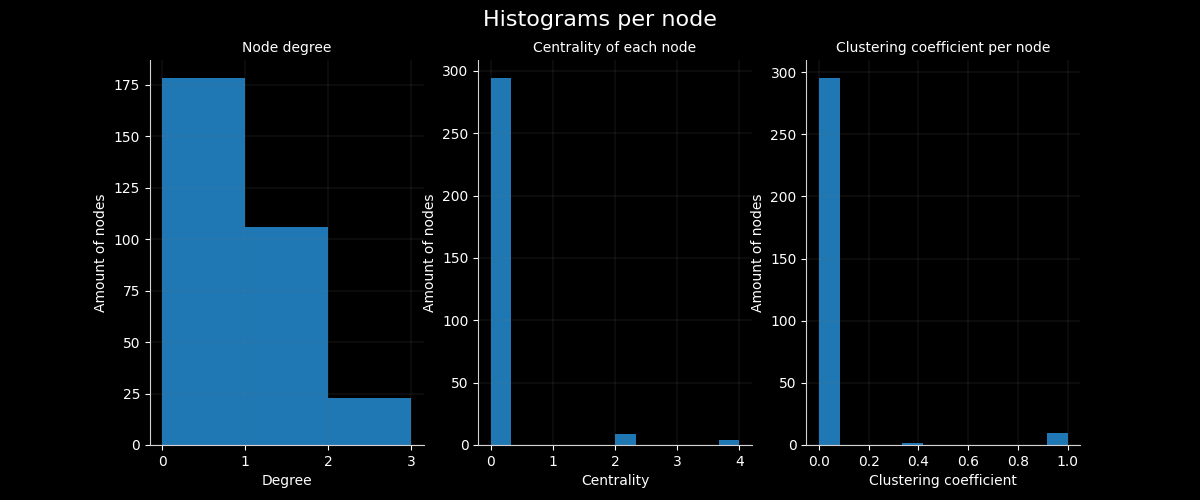 Histograms per node
Node degree
Amount of nodes
175
150
125
100
75
50
25
0
0 1 2 3
Degree
Centrality of each node
Amount of nodes
300
250
200
150
100
50
0
0 1 2 3 4
Centrality
Clustering coefficient per node
Amount of nodes
300
250
200
150
100
50
0
0.0 0.2 0.4 0.6 0.8 1.0
Clustering coefficient